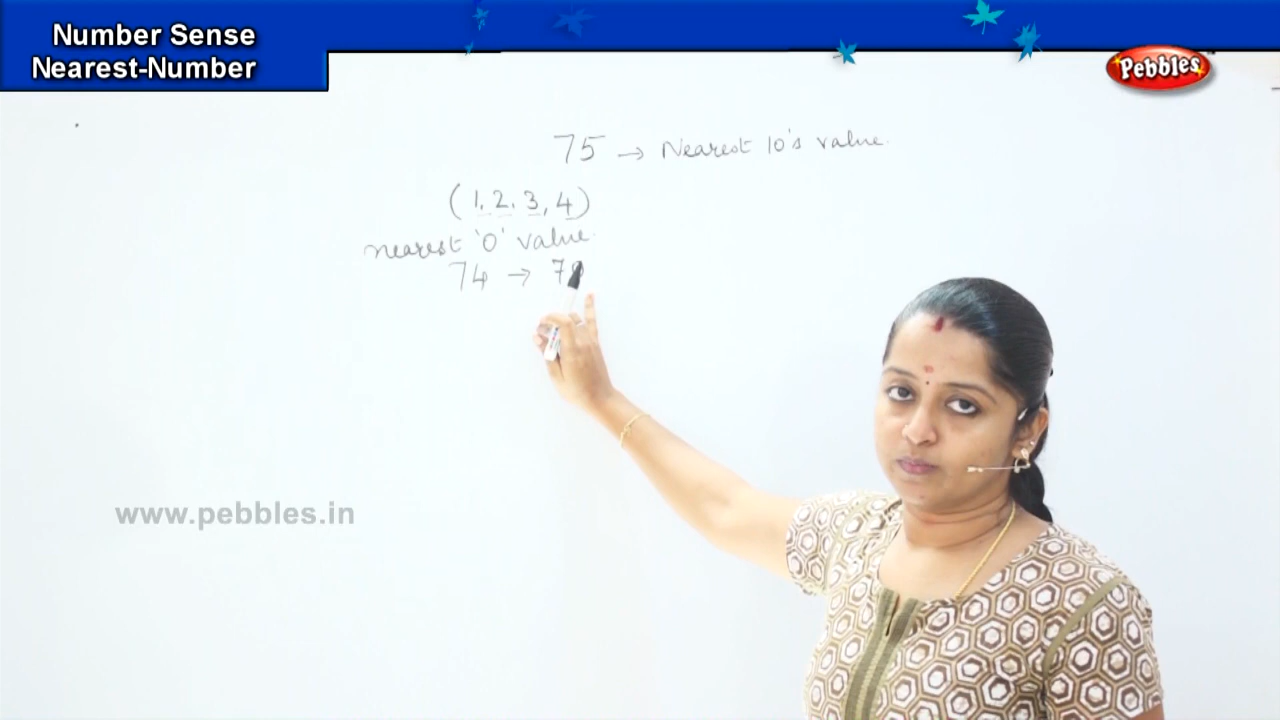 Number Sense
Nearest-Number
Pebbles
75 → Nearest 10's value.
(1, 2, 3, 4)
nearest '0' value.
74 → 70
www.pebbles.in